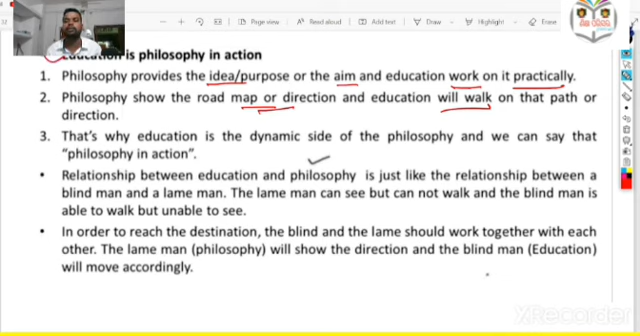 Page view
A Read aloud
Add text
Draw
Highlight
Erase
Education is philosophy in action
1. Philosophy provides the idea/purpose or the aim and education work on it practically.
2. Philosophy show the road map or direction and education will walk on that path or
direction.
3. That's why education is the dynamic side of the philosophy and we can say that
"philosophy in action".
• Relationship between education and philosophy is just like the relationship between a
blind man and a lame man. The lame man can see but can not walk and the blind man is
able to walk but unable to see.
• In order to reach the destination, the blind and the lame should work together with each
other. The lame man (philosophy) will show the direction and the blind man (Education)
will move accordingly.
XRecorder